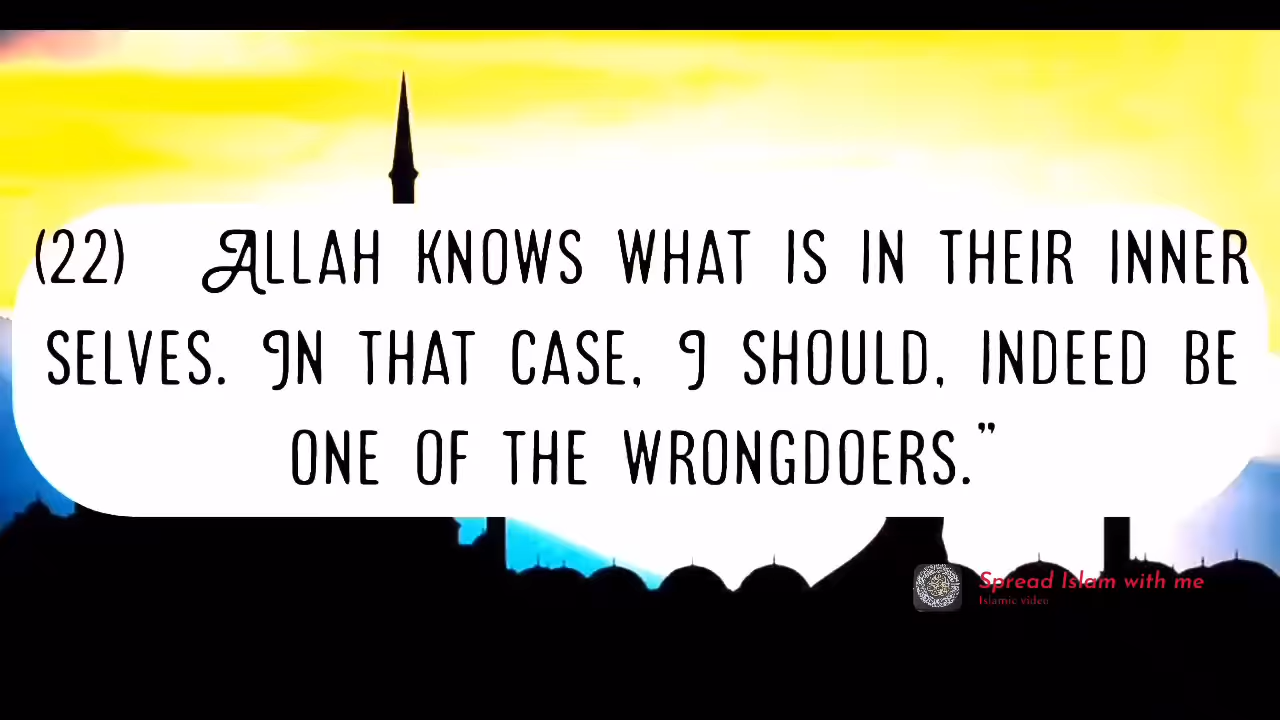 (22) Allah knows what is in their inner
selves. In that case, I should, indeed be
one of the wrongdoers.”
Spread Islam with me
Islamic video